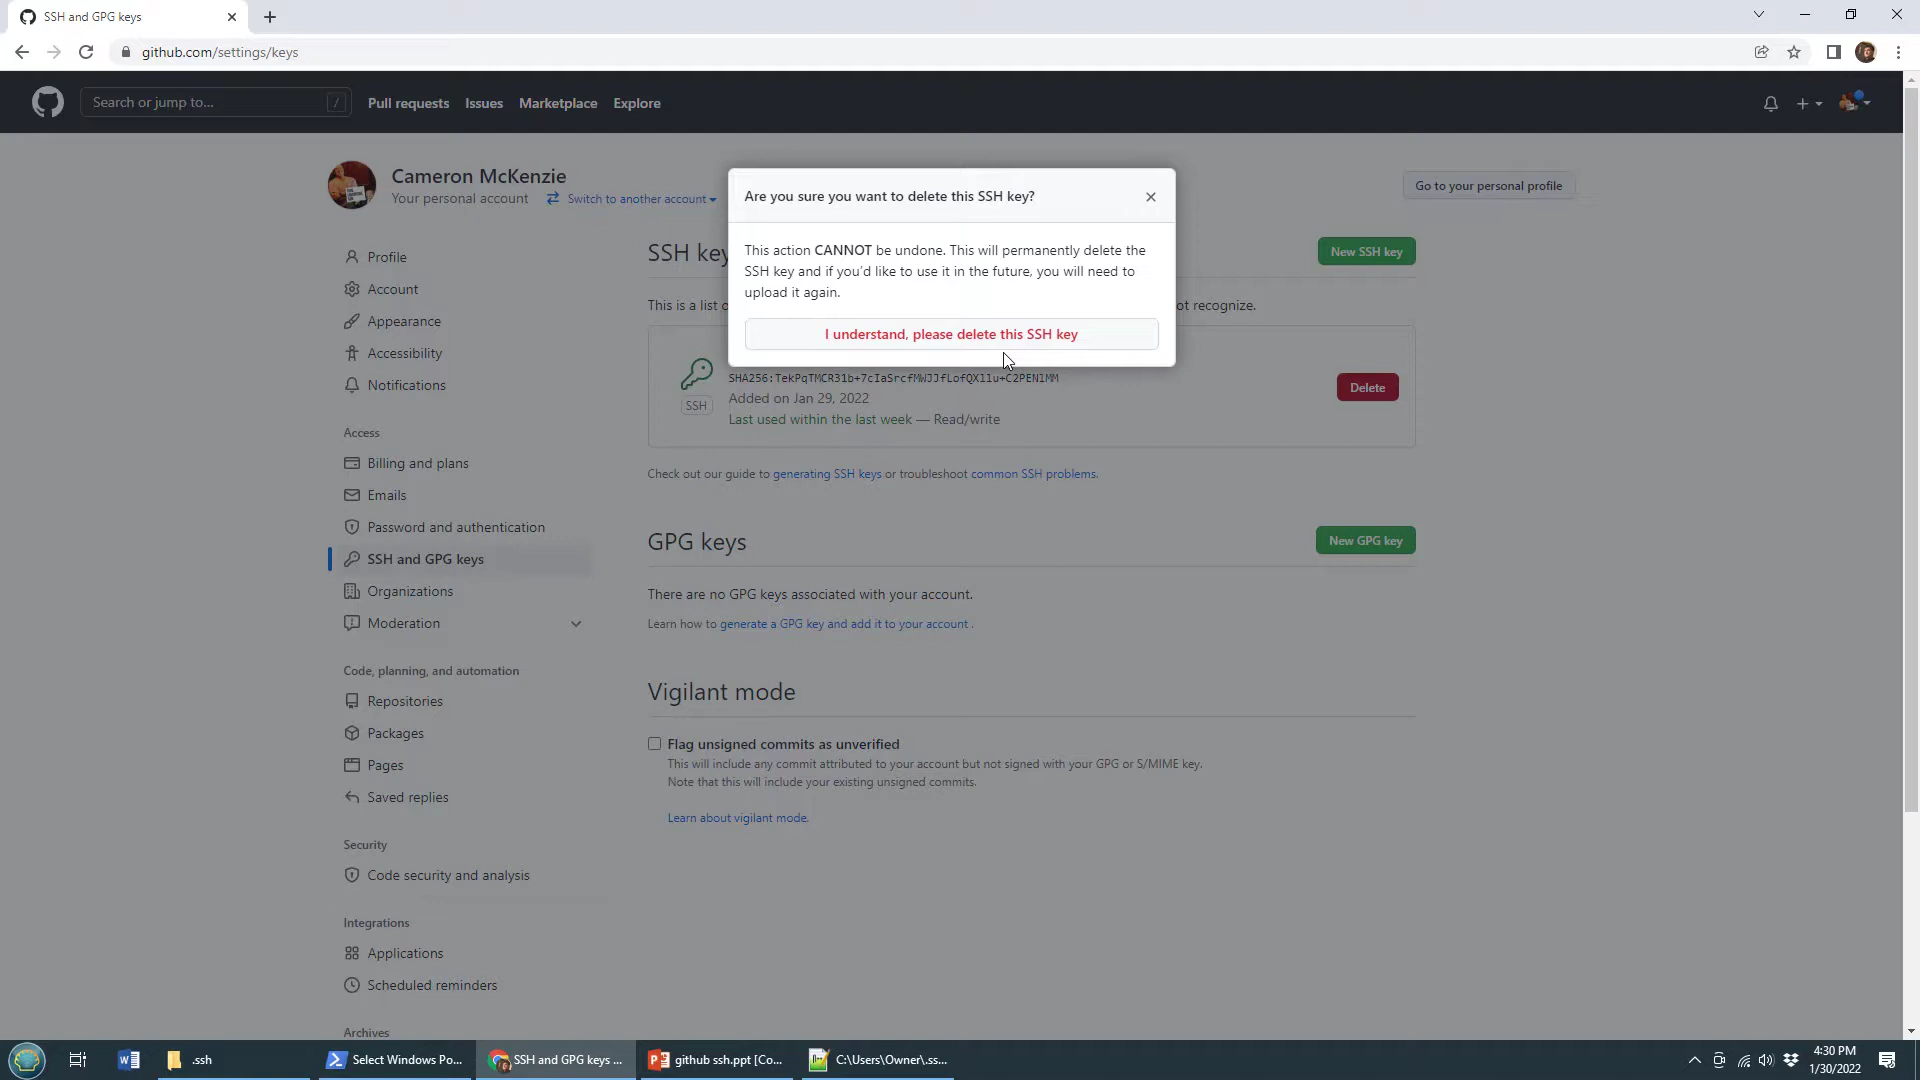 SSH and GPG keys
github.com/settings/keys
Search or jump to...
/
Pull requests
Issues
Marketplace
Explore
Cameron McKenzie
Your personal account
Switch to another account
Go to your personal profile
Are you sure you want to delete this SSH key?
This action CANNOT be undone. This will permanently delete the
SSH key and if you'd like to use it in the future, you will need to
upload it again.
I understand, please delete this SSH key
Profile
Account
Appearance
Accessibility
Notifications
Access
Billing and plans
Emails
Password and authentication
SSH and GPG keys
Organizations
Moderation
Code, planning, and automation
Repositories
Packages
Pages
Saved replies
Security
Code security and analysis
Integrations
Applications
Scheduled reminders
Archives
SSH key
New SSH key
This is a list o
ot recognize.
SSH
Added on Jan 29, 2022
Last used within the last week — Read/write
Delete
Check out our guide to generating SSH keys or troubleshoot common SSH problems.
GPG keys
New GPG key
There are no GPG keys associated with your account.
Learn how to generate a GPG key and add it to your account .
Vigilant mode
Flag unsigned commits as unverified
This will include any commit attributed to your account but not signed with your GPG or S/MIME key.
Note that this will include your existing unsigned commits.
Learn about vigilant mode.
.ssh
Select Windows Po...
SSH and GPG keys ...
github ssh.ppt [Co...
C:\Users\Owner\.ss...
4:30 PM
1/30/2022